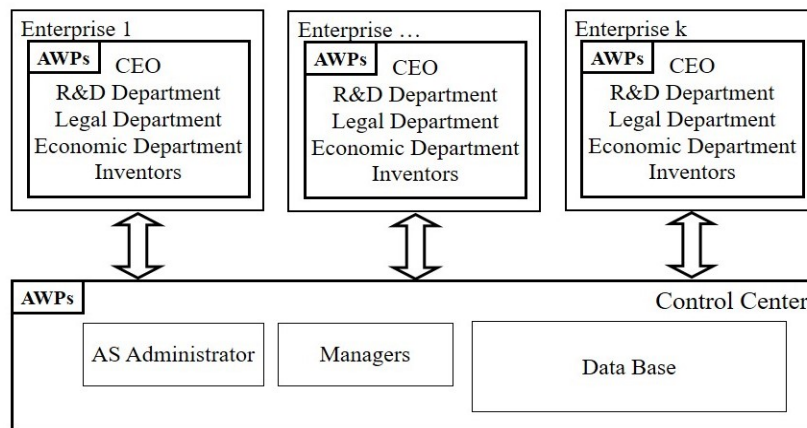 Enterprise 1
AWPs
CEO
R&D Department
Legal Department
Economic Department
Inventors
Enterprise …
AWPs
CEO
R&D Department
Legal Department
Economic Department
Inventors
Enterprise k
AWPs
CEO
R&D Department
Legal Department
Economic Department
Inventors
AWPs
Control Center
AS Administrator
Managers
Data Base